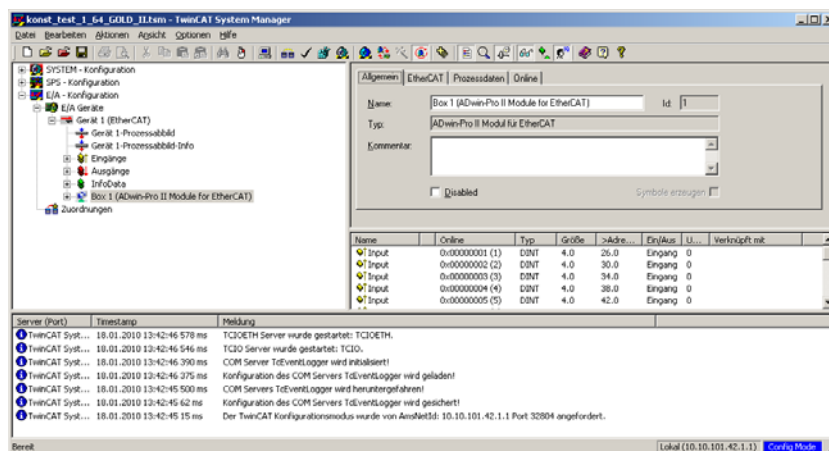 konst_test_1_64_GOLD_II.tsm - TwinCAT System Manager
Datei Bearbeiten Aktionen Ansicht Optionen Hilfe
SYSTEM - Konfiguration
SPS - Konfiguration
E/A - Konfiguration
E/A Geräte
Gerät 1 (EtherCAT)
Gerät 1-Prozessabbild
Gerät 1-Prozessabbild-Info
Eingänge
Ausgänge
InfoData
Box 1 (ADwin-Pro II Module for EtherCAT)
Zuordnungen
Allgemein EtherCAT Prozessdaten Online
Name: Box 1 (ADwin-Pro II Module for EtherCAT) Id: 1
Typ: ADwin-Pro II Modul für EtherCAT
Kommentar:
Disabled Symbole erzeugen
Name Online Typ Größe >Adre... Ein/Aus U... Verknüpft mit
Input 0x00000001 (1) DINT 4.0 26.0 Eingang 0
Input 0x00000002 (2) DINT 4.0 30.0 Eingang 0
Input 0x00000003 (3) DINT 4.0 34.0 Eingang 0
Input 0x00000004 (4) DINT 4.0 38.0 Eingang 0
Input 0x00000005 (5) DINT 4.0 42.0 Eingang 0
Server (Port) Timestamp Meldung
TwinCAT Syst... 18.01.2010 13:42:46 578 ms TCIOETH Server wurde gestartet: TCIOETH.
TwinCAT Syst... 18.01.2010 13:42:46 546 ms TCIO Server wurde gestartet: TCIO.
TwinCAT Syst... 18.01.2010 13:42:46 390 ms COM Server TcEventLogger wird initialisiert!
TwinCAT Syst... 18.01.2010 13:42:46 375 ms Konfiguration des COM Servers TcEventLogger wird geladen!
TwinCAT Syst... 18.01.2010 13:42:45 500 ms COM Servers TcEventLogger wird heruntergefahren!
TwinCAT Syst... 18.01.2010 13:42:45 62 ms Konfiguration des COM Servers TcEventLogger wird gesichert!
TwinCAT Syst... 18.01.2010 13:42:45 15 ms Der TwinCAT Konfigurationsmodus wurde von AmsNetId: 10.10.101.42.1.1 Port 32804 angefordert.
Bereit Lokal (10.10.101.42.1.1) Config Mode